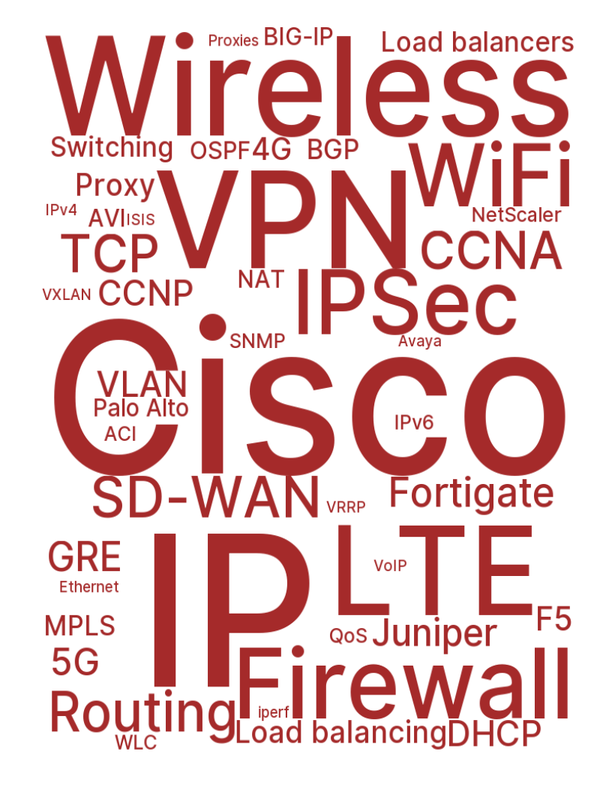 Proxies BIG-IP Load balancers
Wireless
Switching OSPF 4G BGP
WiFi
Proxy
VPN
IPv4 AVI ISIS NetScaler
TCP CCNA
NAT
VXLAN CCNP IPSec
SNMP Avaya
Cisco
VLAN
Palo Alto
IPv6
ACI
SD-WAN Fortigate
VRRP
GRE IP LTE
VoIP
Ethernet
F5
MPLS QoS Juniper
5G
Firewall
Routing iperf
Load balancing DHCP
WLC